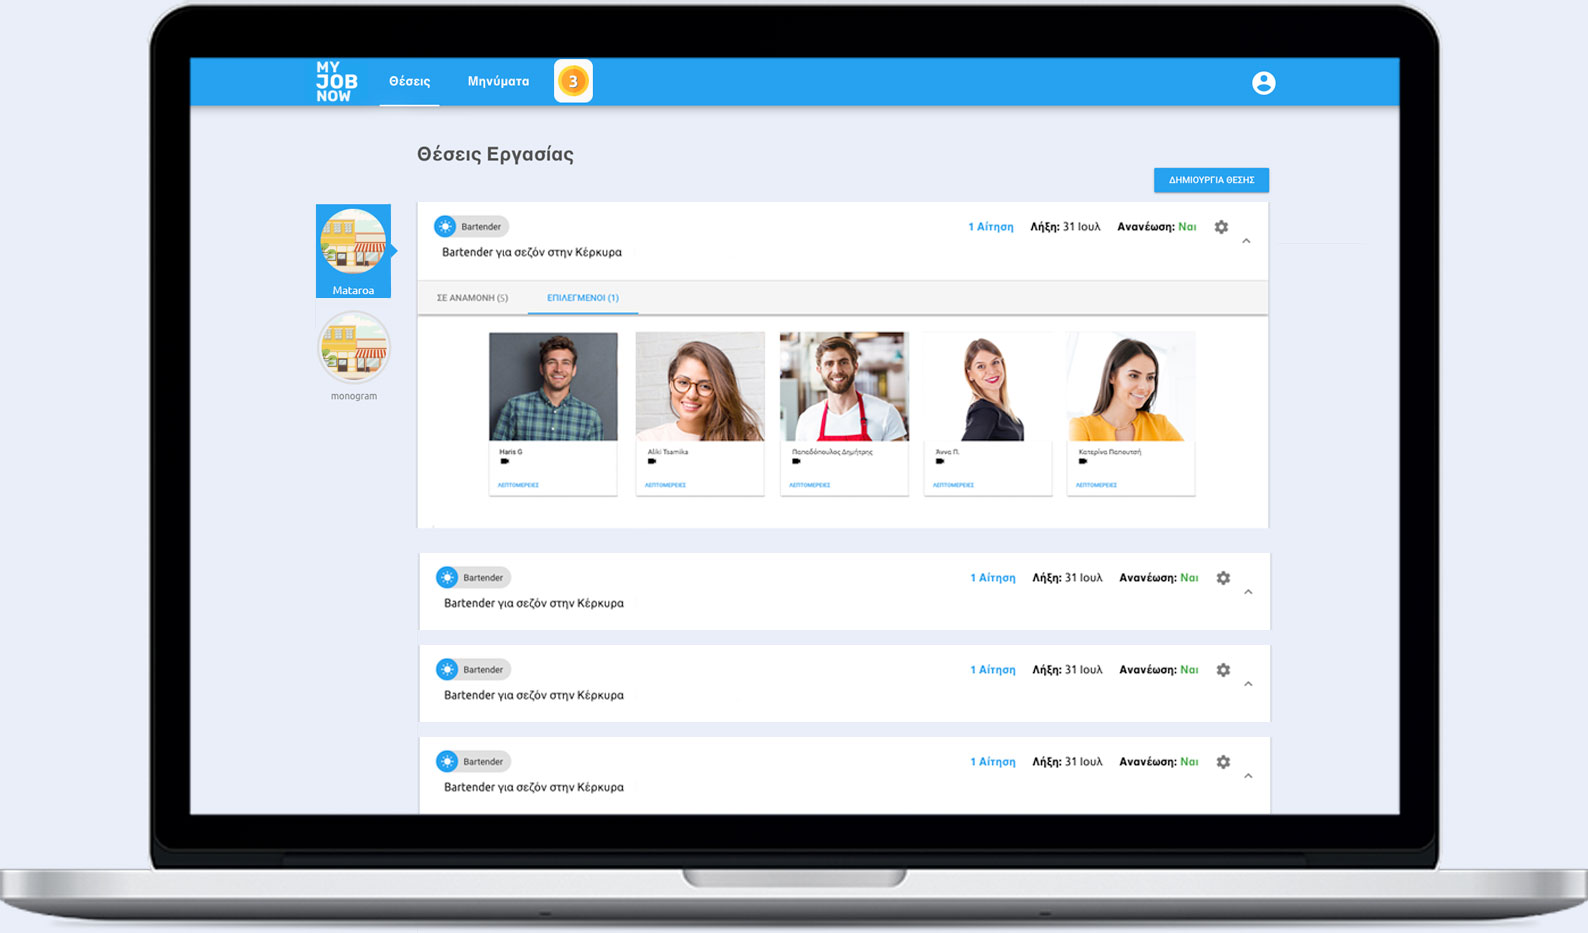 MY
JOB
NOW
Θέσεις
Μηνύματα
3
Θέσεις Εργασίας
ΔΗΜΙΟΥΡΓΙΑ ΘΕΣΗΣ
Mataroa
monogram
Bartender
1 Αίτηση Λήξη: 31 Ιουλ Ανανέωση: Ναι
Bartender για σεζόν στην Κέρκυρα
ΣΕ ΑΝΑΜΟΝΗ (5) ΕΠΙΛΕΓΜΕΝΟΙ (1)
Haris G
ΛΕΠΤΟΜΕΡΕΙΕΣ
Aliki Tsamika
ΛΕΠΤΟΜΕΡΕΙΕΣ
Παπαδόπουλος Δημήτρης
ΛΕΠΤΟΜΕΡΕΙΕΣ
Άννα Π.
ΛΕΠΤΟΜΕΡΕΙΕΣ
Κατερίνα Παπουτσή
ΛΕΠΤΟΜΕΡΕΙΕΣ
Bartender
1 Αίτηση Λήξη: 31 Ιουλ Ανανέωση: Ναι
Bartender για σεζόν στην Κέρκυρα
Bartender
1 Αίτηση Λήξη: 31 Ιουλ Ανανέωση: Ναι
Bartender για σεζόν στην Κέρκυρα
Bartender
1 Αίτηση Λήξη: 31 Ιουλ Ανανέωση: Ναι
Bartender για σεζόν στην Κέρκυρα